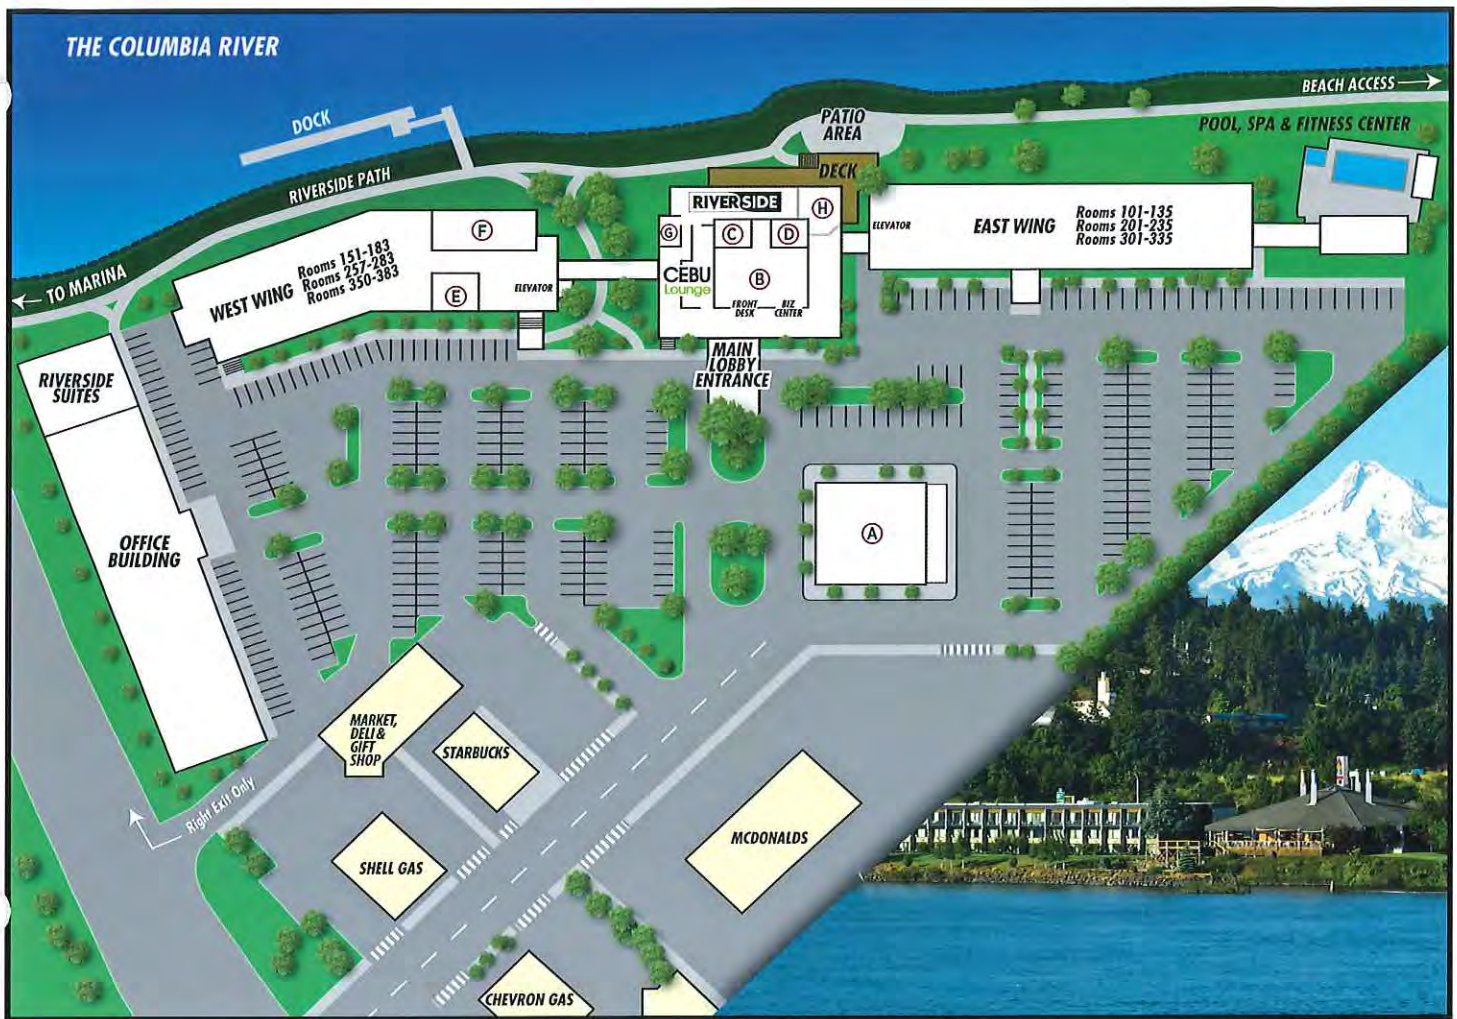 THE COLUMBIA RIVER
BEACH ACCESS
DOCK
PATIO
AREA
POOL, SPA & FITNESS CENTER
RIVERSIDE PATH
DECK
RIVERSIDE
H
G
C
D
B
CEBU
Lounge
FRONT
DESK
BIZ
CENTER
ELEVATOR
EAST WING
Rooms 101-135
Rooms 201-235
Rooms 301-335
F
E
WEST WING
Rooms 151-183
Rooms 257-283
Rooms 350-383
ELEVATOR
TO MARINA
MAIN
LOBBY
ENTRANCE
RIVERSIDE
SUITES
OFFICE
BUILDING
A
MARKET,
DELI &
GIFT
SHOP
STARBUCKS
Right Exit Only
SHELL GAS
MCDONALDS
CHEVRON GAS